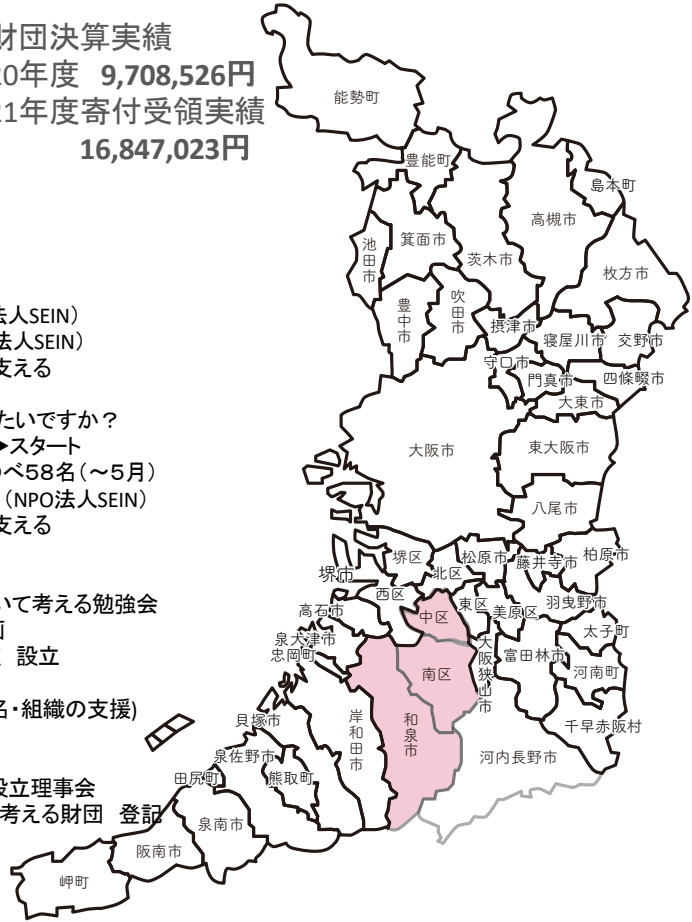 財団決算実績
20年度 9,708,526円
21年度寄付受領実績
16,847,023円
法人SEIN）
法人SEIN）
支える
たいですか？
▶スタート
のべ58名（～5月）
（NPO法人SEIN）
支える
いて考える勉強会
設立
名・組織の支援)
設立理事会
考える財団 登記
能勢町
豊能町
島本町
高槻市
茨木市
箕面市
池田市
枚方市
豊中市
吹田市
摂津市
寝屋川市
交野市
守口市
門真市
四條畷市
大東市
大阪市
東大阪市
八尾市
堺区
松原市
藤井寺市
柏原市
北区
堺市
西区
東区
美原区
羽曳野市
中区
高石市
太子町
泉大津市
忠岡町
大阪狭山市
富田林市
河南町
南区
千早赤阪村
貝塚市
岸和田市
和泉市
河内長野市
泉佐野市
田尻町
熊取町
泉南市
阪南市
岬町